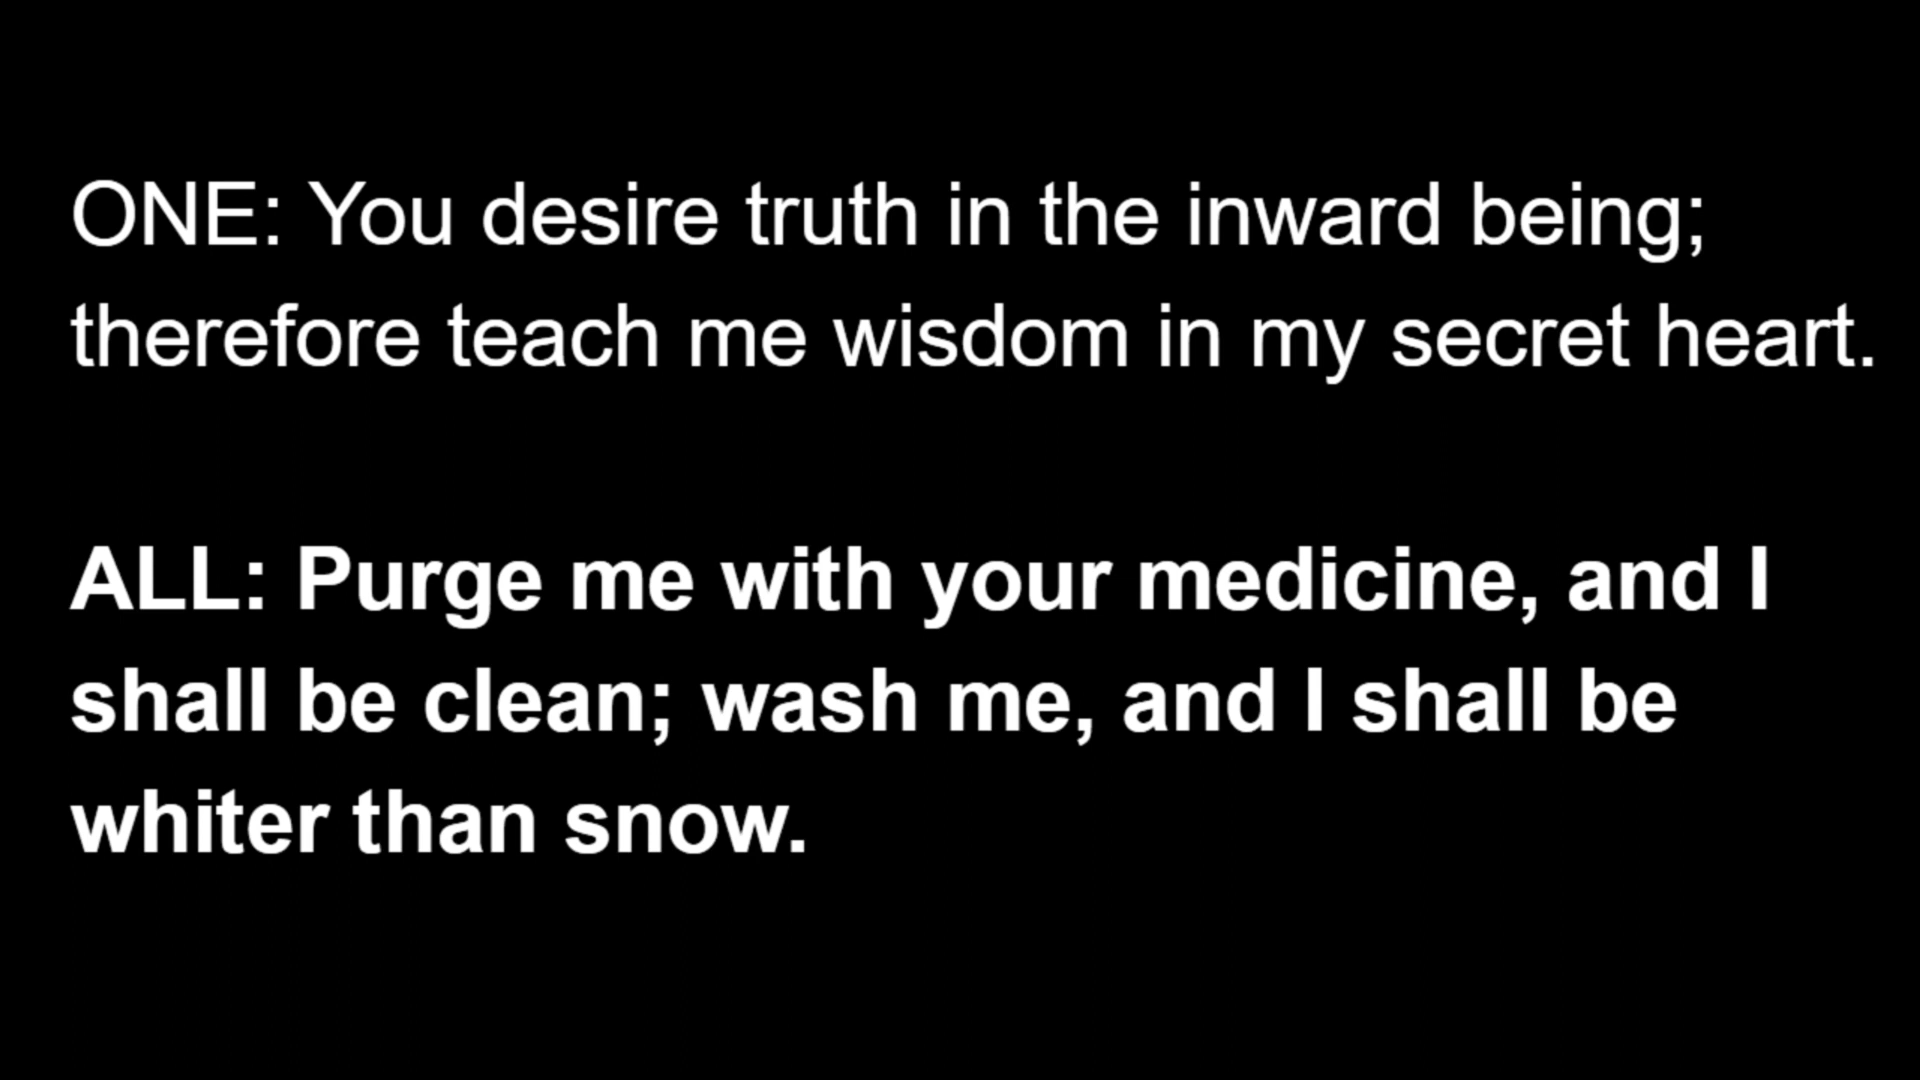 ONE: You desire truth in the inward being;
therefore teach me wisdom in my secret heart.
ALL: Purge me with your medicine, and I
shall be clean; wash me, and I shall be
whiter than snow.